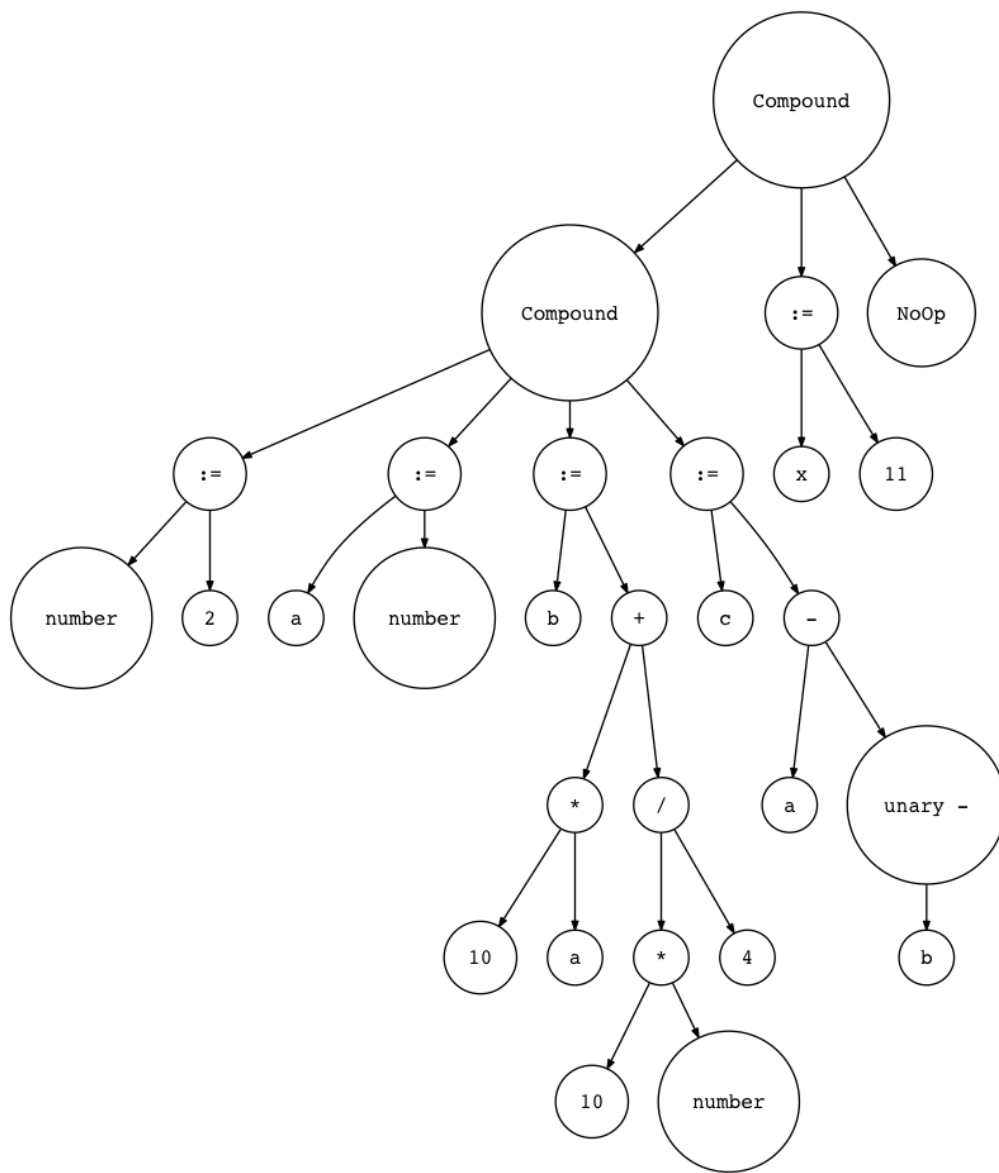 Compound
Compound
:=
NoOp
:=
:=
:=
:=
x
11
number
2
a
number
b
+
c
-
*
/
a
unary -
10
a
*
4
b
10
number